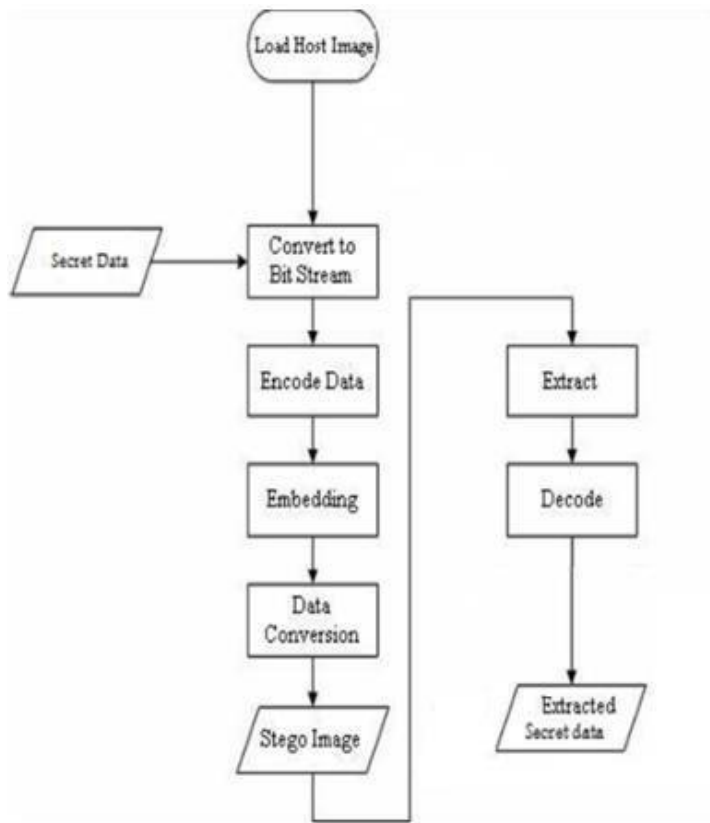 Load Host Image
Secret Data
Convert to
Bit Stream
Encode Data
Embedding
Data
Conversion
Stego Image
Extract
Decode
Extracted
Secret data